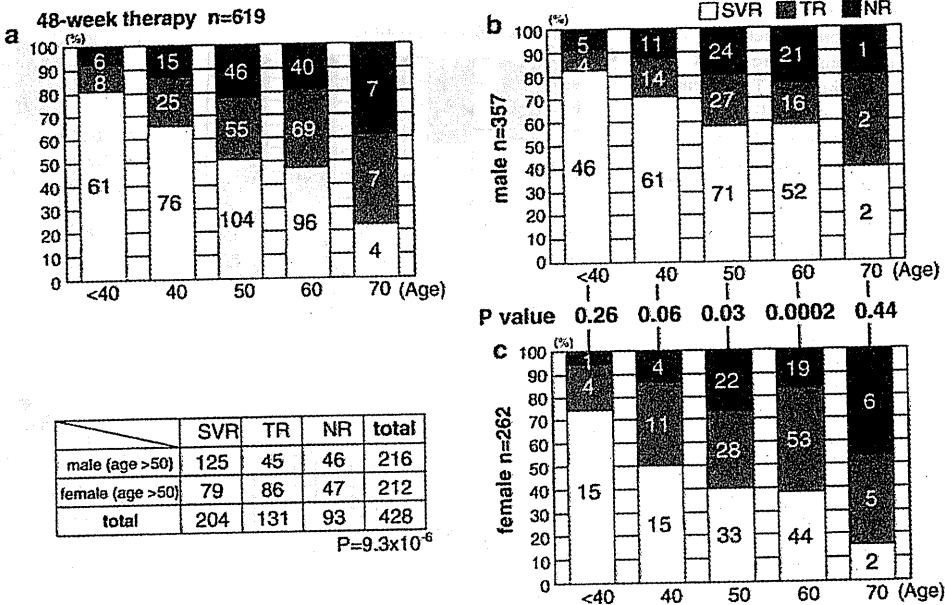 48-week therapy n=619
a
(%)
100
90
80
70
60
50
40
30
20
10
0
6 15 46 40 7
8 25 55 69 7
61 76 104 96 4
<40 40 50 60 70 (Age)
SVR TR NR
b
(%)
male n=357
100
90
80
70
60
50
40
30
20
10
5 11 24 21 1
4 14 27 16 2
46 61 71 52 2
<40 40 50 60 70 (Age)
P value 0.26 0.06 0.03 0.0002 0.44
c
(%)
female n=262
100
90
80
70
60
50
40
30
20
10
0
1 4 22 19 6
4 11 28 53 5
15 15 33 44 2
<40 40 50 60 70 (Age)
SVR TR NR total
male (age >50) 125 45 46 216
female (age >50) 79 86 47 212
total 204 131 93 428
P=9.3x10⁻⁶